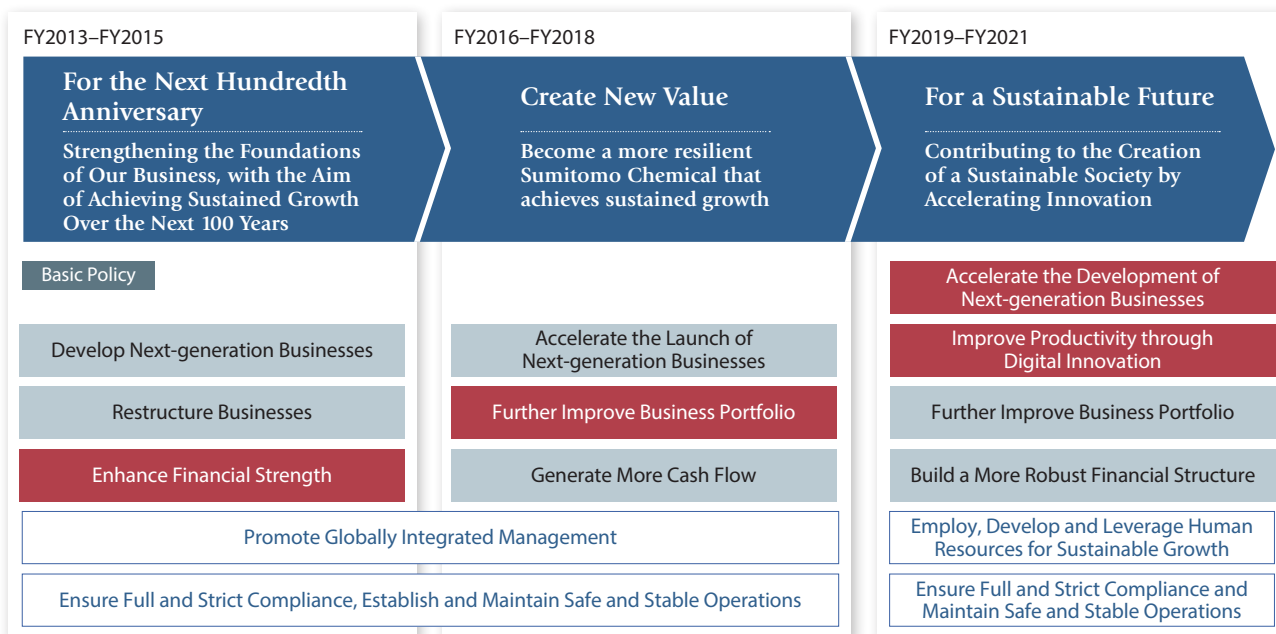 FY2013–FY2015
For the Next Hundredth
Anniversary
Strengthening the Foundations
of Our Business, with the Aim
of Achieving Sustained Growth
Over the Next 100 Years
FY2016–FY2018
Create New Value
Become a more resilient
Sumitomo Chemical that
achieves sustained growth
FY2019–FY2021
For a Sustainable Future
Contributing to the Creation
of a Sustainable Society by
Accelerating Innovation
Basic Policy
Develop Next-generation Businesses
Restructure Businesses
Enhance Financial Strength
Accelerate the Launch of
Next-generation Businesses
Further Improve Business Portfolio
Generate More Cash Flow
Promote Globally Integrated Management
Ensure Full and Strict Compliance, Establish and Maintain Safe and Stable Operations
Accelerate the Development of
Next-generation Businesses
Improve Productivity through
Digital Innovation
Further Improve Business Portfolio
Build a More Robust Financial Structure
Employ, Develop and Leverage Human
Resources for Sustainable Growth
Ensure Full and Strict Compliance and
Maintain Safe and Stable Operations